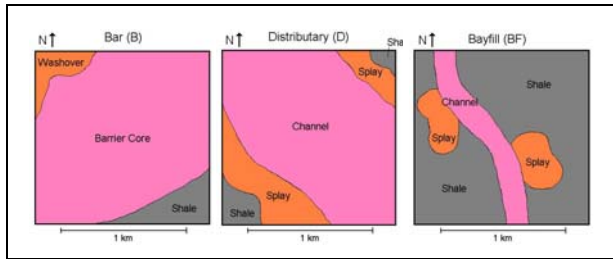 N Bar (B)
Washover
Barrier Core
Shale
1 km
N Distributary (D)
Sha
Splay
Channel
Splay
Shale
1 km
N Bayfill (BF)
Shale
Channel
Splay
Splay
Shale
1 km